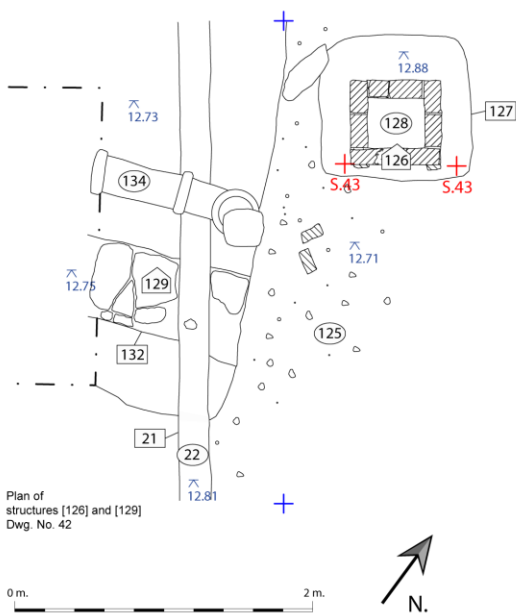 12.88
127
12.73
128
126
134
S.43 S.43
12.71
12.75
129
125
132
21
22
12.81
Plan of
structures [126] and [129]
Dwg. No. 42
0 m. 2 m.
N.